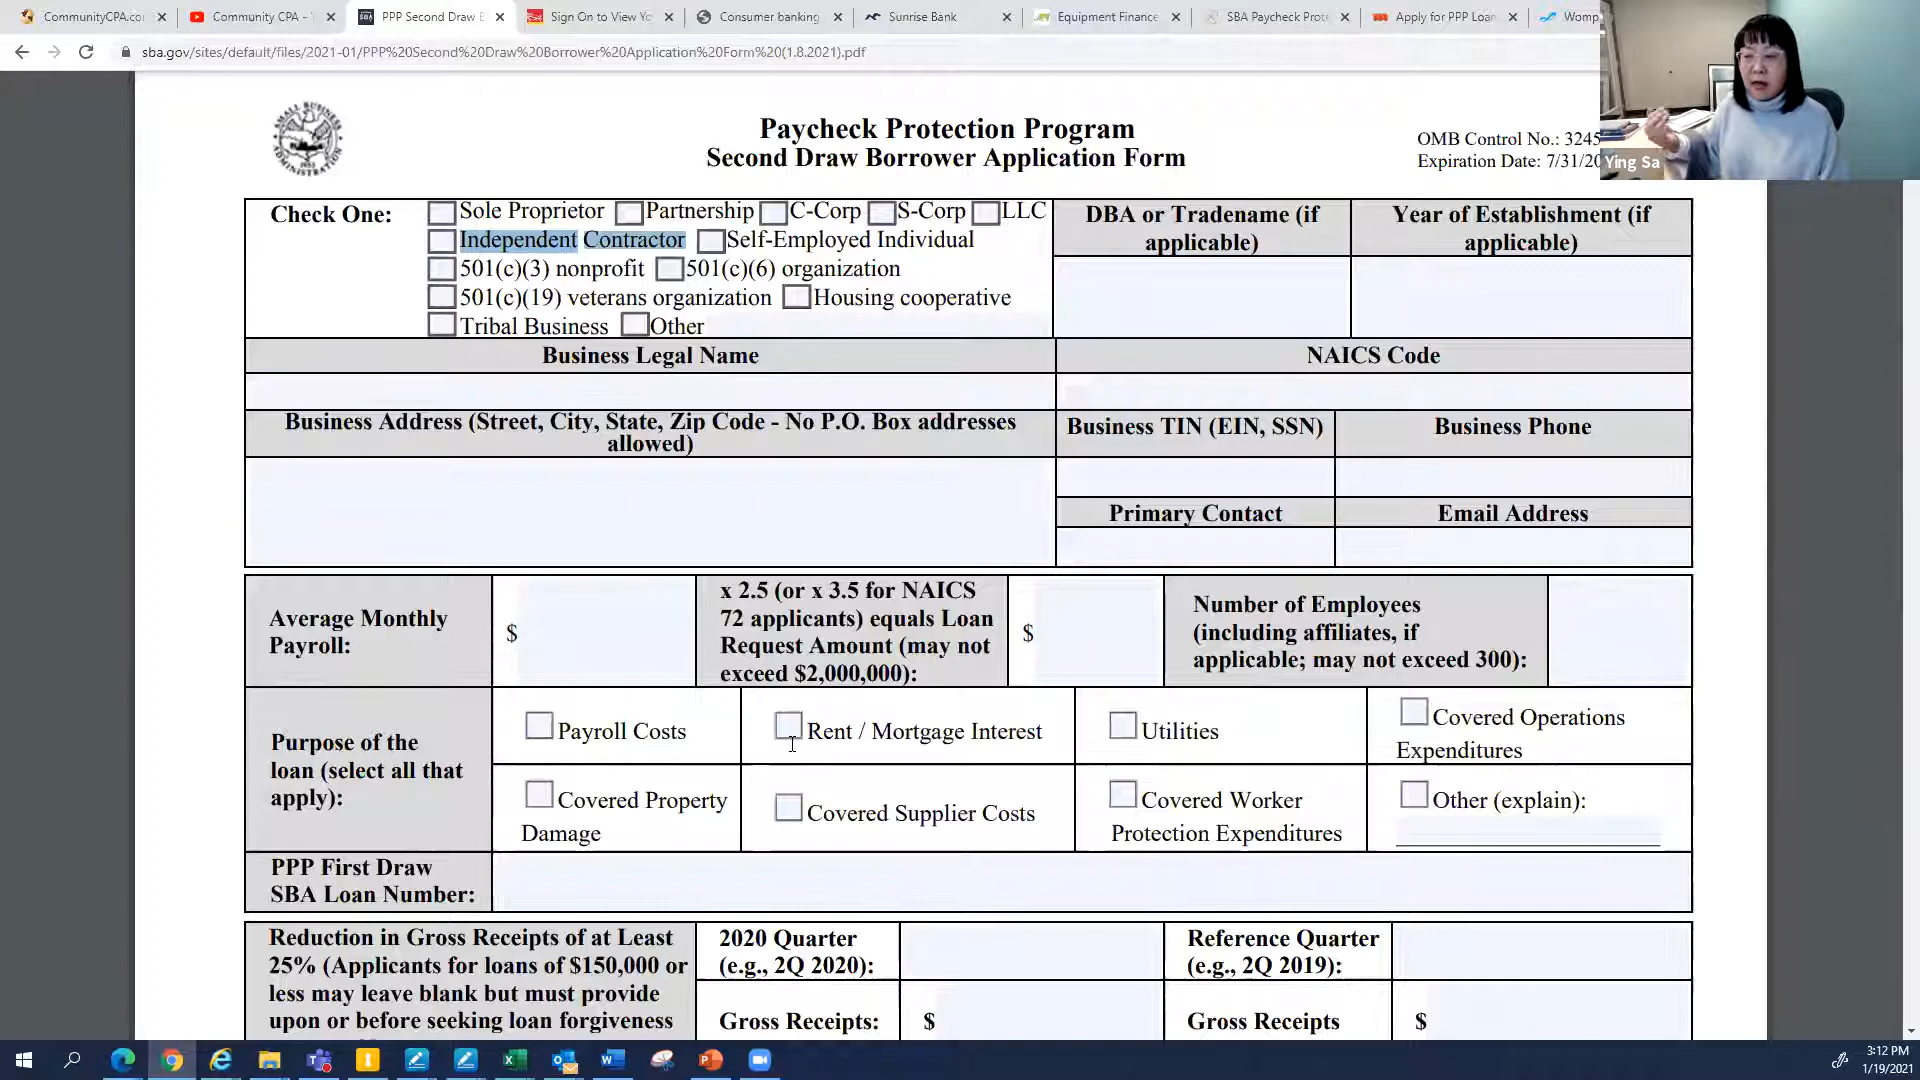 CommunityCPA.co
Community CPA -
PPP Second Draw B
Sign On to View Yo
Consumer banking
Sunrise Bank
Equipment Finance
SBA Paycheck Prot
Apply for PPP Loan
Womp
sba.gov/sites/default/files/2021-01/PPP%20Second%20Draw%20Borrower%20Application%20Form%20(1.8.2021).pdf
Ying Sa
SMALL BUSINESS
ADMINISTRATION
1953
Paycheck Protection Program
Second Draw Borrower Application Form
OMB Control No.: 3245
Expiration Date: 7/31/20
Check One:
Sole Proprietor Partnership C-Corp S-Corp LLC
Independent Contractor Self-Employed Individual
501(c)(3) nonprofit 501(c)(6) organization
501(c)(19) veterans organization Housing cooperative
Tribal Business Other
DBA or Tradename (if
applicable)
Year of Establishment (if
applicable)
Business Legal Name
NAICS Code
Business Address (Street, City, State, Zip Code - No P.O. Box addresses
allowed)
Business TIN (EIN, SSN)
Business Phone
Primary Contact
Email Address
Average Monthly
Payroll:
$
x 2.5 (or x 3.5 for NAICS
72 applicants) equals Loan
Request Amount (may not
exceed $2,000,000):
$
Number of Employees
(including affiliates, if
applicable; may not exceed 300):
Purpose of the
loan (select all that
apply):
Payroll Costs
Rent / Mortgage Interest
Utilities
Covered Operations
Expenditures
Covered Property
Damage
Covered Supplier Costs
Covered Worker
Protection Expenditures
Other (explain):
PPP First Draw
SBA Loan Number:
Reduction in Gross Receipts of at Least
25% (Applicants for loans of $150,000 or
less may leave blank but must provide
upon or before seeking loan forgiveness
2020 Quarter
(e.g., 2Q 2020):
Reference Quarter
(e.g., 2Q 2019):
Gross Receipts:
$
Gross Receipts
$
3:12 PM
1/19/2021